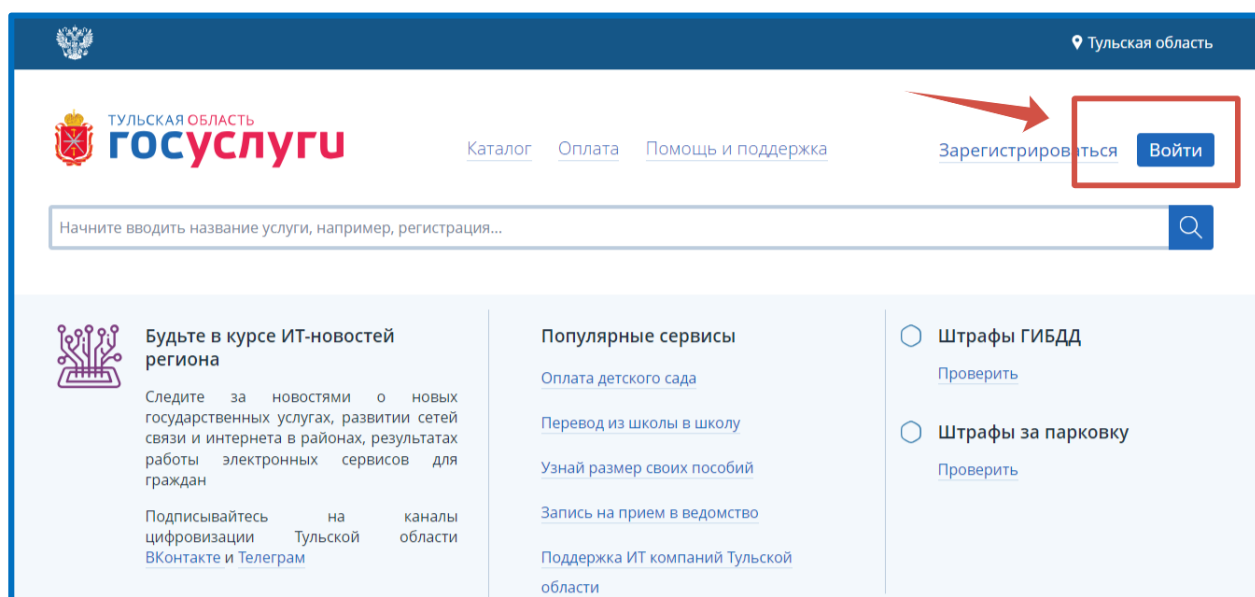 Тульская область
ТУЛЬСКАЯ ОБЛАСТЬ
госуслуги
Каталог Оплата Помощь и поддержка Зарегистрироваться Войти
Начните вводить название услуги, например, регистрация...
Будьте в курсе ИТ-новостей
региона
Следите за новостями о новых
государственных услугах, развитии сетей
связи и интернета в районах, результатах
работы электронных сервисов для
граждан
Подписывайтесь на каналы
цифровизации Тульской области
ВКонтакте и Телеграм
Популярные сервисы
Оплата детского сада
Перевод из школы в школу
Узнай размер своих пособий
Запись на прием в ведомство
Поддержка ИТ компаний Тульской
области
Штрафы ГИБДД
Проверить
Штрафы за парковку
Проверить